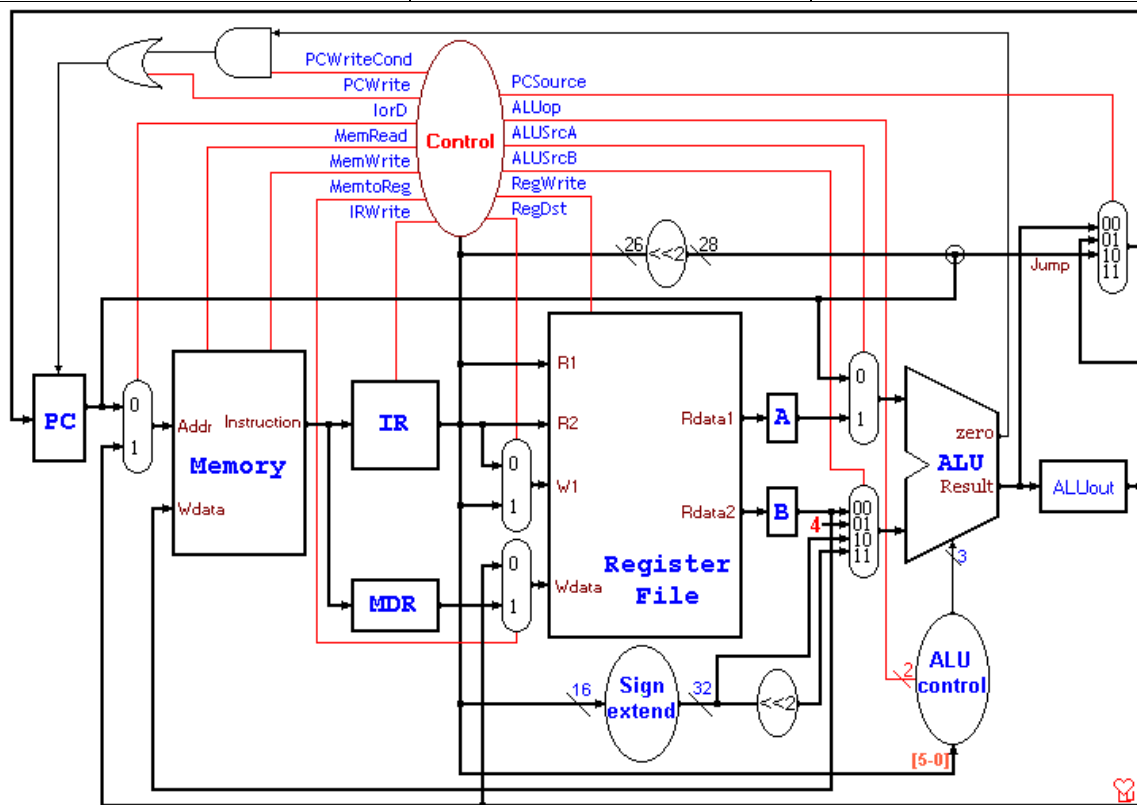 PCWriteCond
PCWrite
IorD
MemRead
MemWrite
MemtoReg
IRWrite
Control
PCSource
ALUop
ALUSrcA
ALUSrcB
RegWrite
RegDst
26
<<2
28
Jump
00
01
10
11
PC
0
1
Addr
Instruction
Memory
Wdata
IR
MDR
0
1
0
1
R1
R2
W1
Wdata
Rdata1
Rdata2
Register
File
A
B
0
1
4
00
01
10
11
zero
ALU
Result
ALUout
3
16
Sign
extend
32
<<2
2
ALU
control
[5-0]